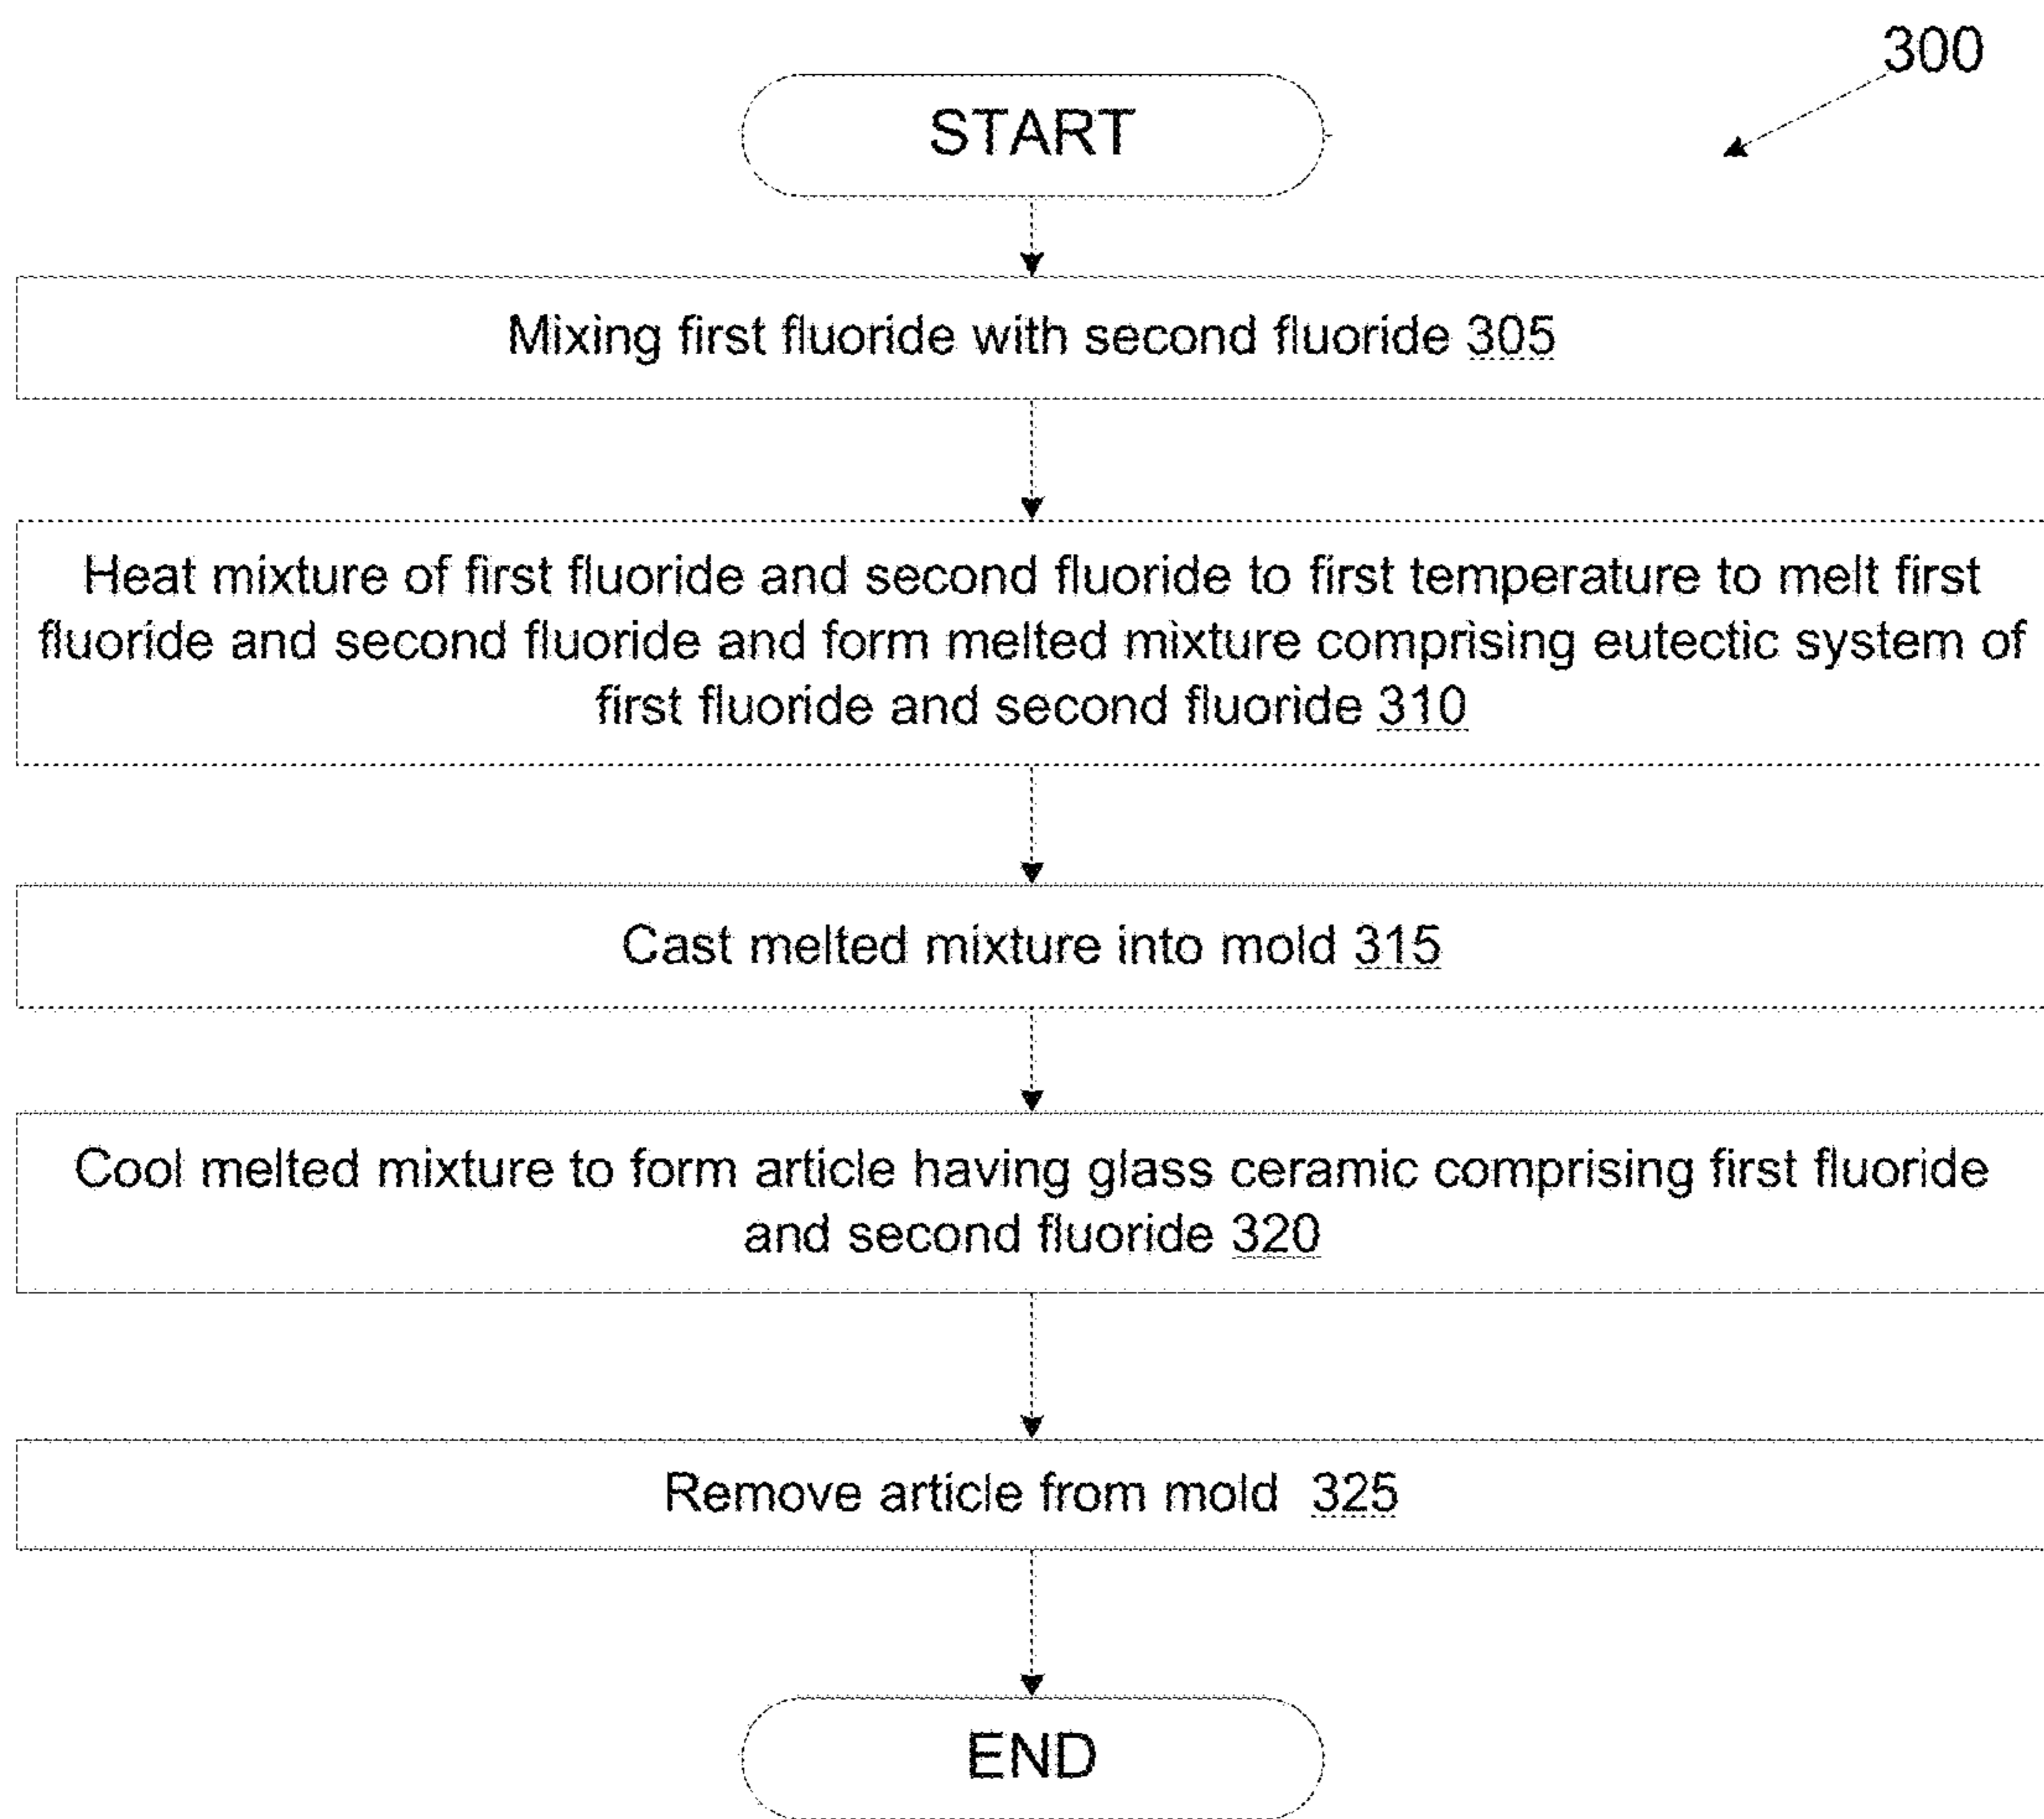 300
START
Mixing first fluoride with second fluoride 305
Heat mixture of first fluoride and second fluoride to first temperature to melt first
fluoride and second fluoride and form melted mixture comprising eutectic system of
first fluoride and second fluoride 310
Cast melted mixture into mold 315
Cool melted mixture to form article having glass ceramic comprising first fluoride
and second fluoride 320
Remove article from mold 325
END